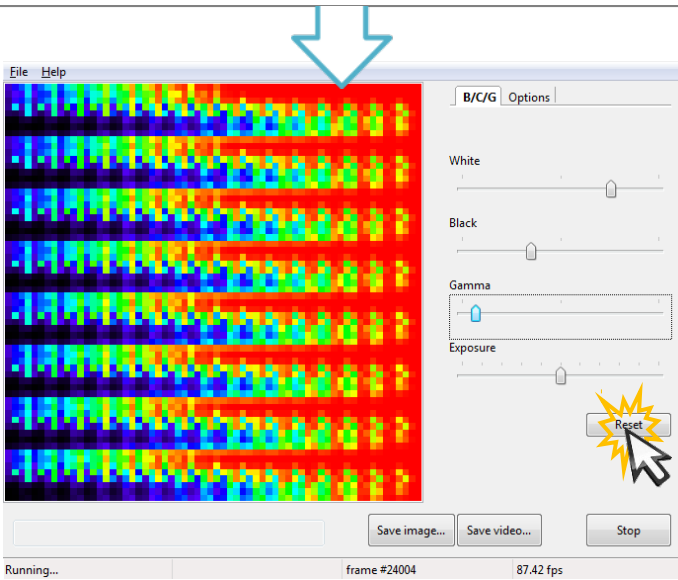 File Help
B/C/G Options
White
Black
Gamma
Exposure
Reset
Save image... Save video... Stop
Running... frame #24004 87.42 fps